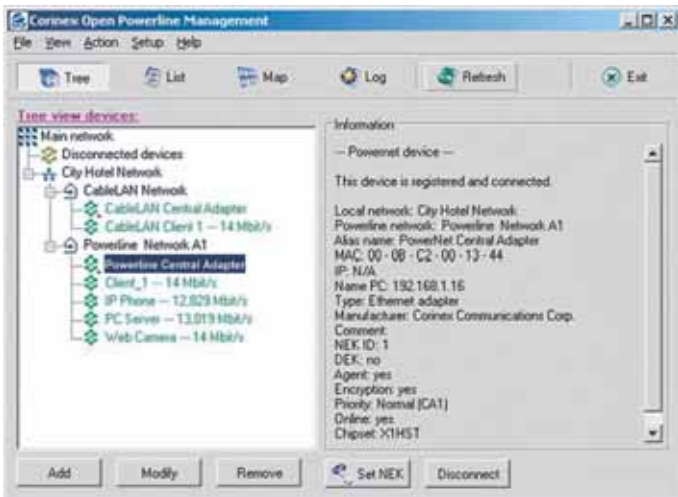 Corinex Open Powerline Management
File View Action Setup Help
Tree List Map Log Refresh Exit
Tree view devices:
Main network
Disconnected devices
City Hotel Network
CableLAN Network
CableLAN Central Adapter
CableLAN Client 1 -- 14 Mbit/s
Powerline Network A1
Powerline Central Adapter
Client_1 -- 14 Mbit/s
IP Phone -- 12,829 Mbit/s
PC Server -- 13,019 Mbit/s
Web Camera -- 14 Mbit/s
Information
--- Powernet device ---
This device is registered and connected.
Local network: City Hotel Network
Powerline network: Powerline Network A1
Alias name: PowerNet Central Adapter
MAC: 00 - 0B - C2 - 00 - 13 - 44
IP: N/A
Name PC: 192.168.1.16
Type: Ethernet adapter
Manufacturer: Corinex Communications Corp.
Comment:
NEK ID: 1
DEK: no
Agent: yes
Encryption: yes
Priority: Normal (CA1)
Online: yes
Chipset: X1HST
Add Modify Remove Set NEK Disconnect